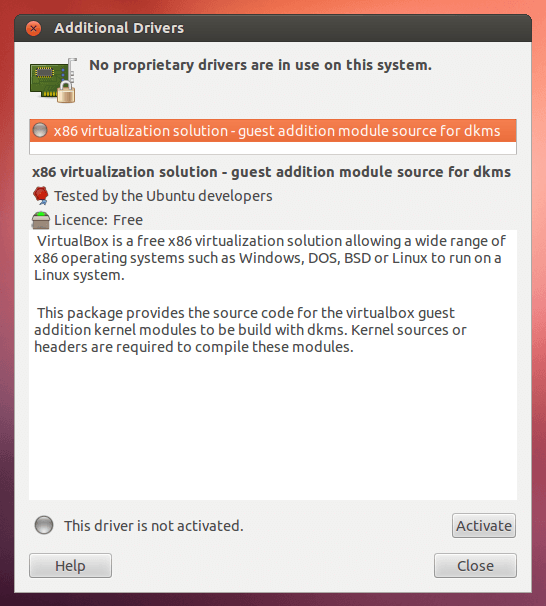 Additional Drivers
No proprietary drivers are in use on this system.
x86 virtualization solution - guest addition module source for dkms
x86 virtualization solution - guest addition module source for dkms
Tested by the Ubuntu developers
Licence: Free
VirtualBox is a free x86 virtualization solution allowing a wide range of
x86 operating systems such as Windows, DOS, BSD or Linux to run on a
Linux system.
This package provides the source code for the virtualbox guest
addition kernel modules to be build with dkms. Kernel sources or
headers are required to compile these modules.
This driver is not activated.
Activate
Help
Close